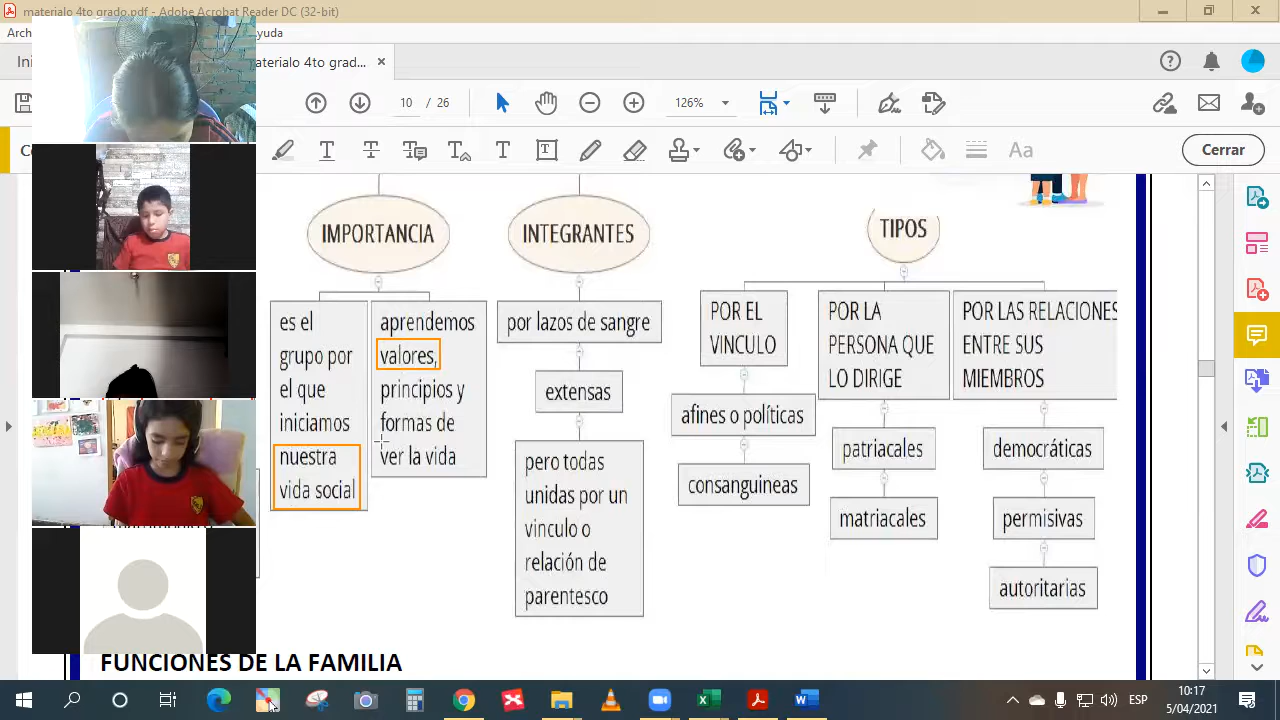 materialo 4to grado.pdf - Adobe Acrobat Reader DC (32-bit)
Arch
yuda
Ini
aterialo 4to grad...
10 / 26
126%
Cerrar
IMPORTANCIA
INTEGRANTES
TIPOS
es el
grupo por
el que
iniciamos
nuestra
vida social
aprendemos
valores,
principios y
formas de
ver la vida
por lazos de sangre
extensas
pero todas
unidas por un
vinculo o
relación de
parentesco
POR EL
VINCULO
afines o políticas
consanguineas
POR LA
PERSONA QUE
LO DIRIGE
patriacales
matriacales
POR LAS RELACIONES
ENTRE SUS
MIEMBROS
democráticas
permisivas
autoritarias
FUNCIONES DE LA FAMILIA
ESP
10:17
5/04/2021